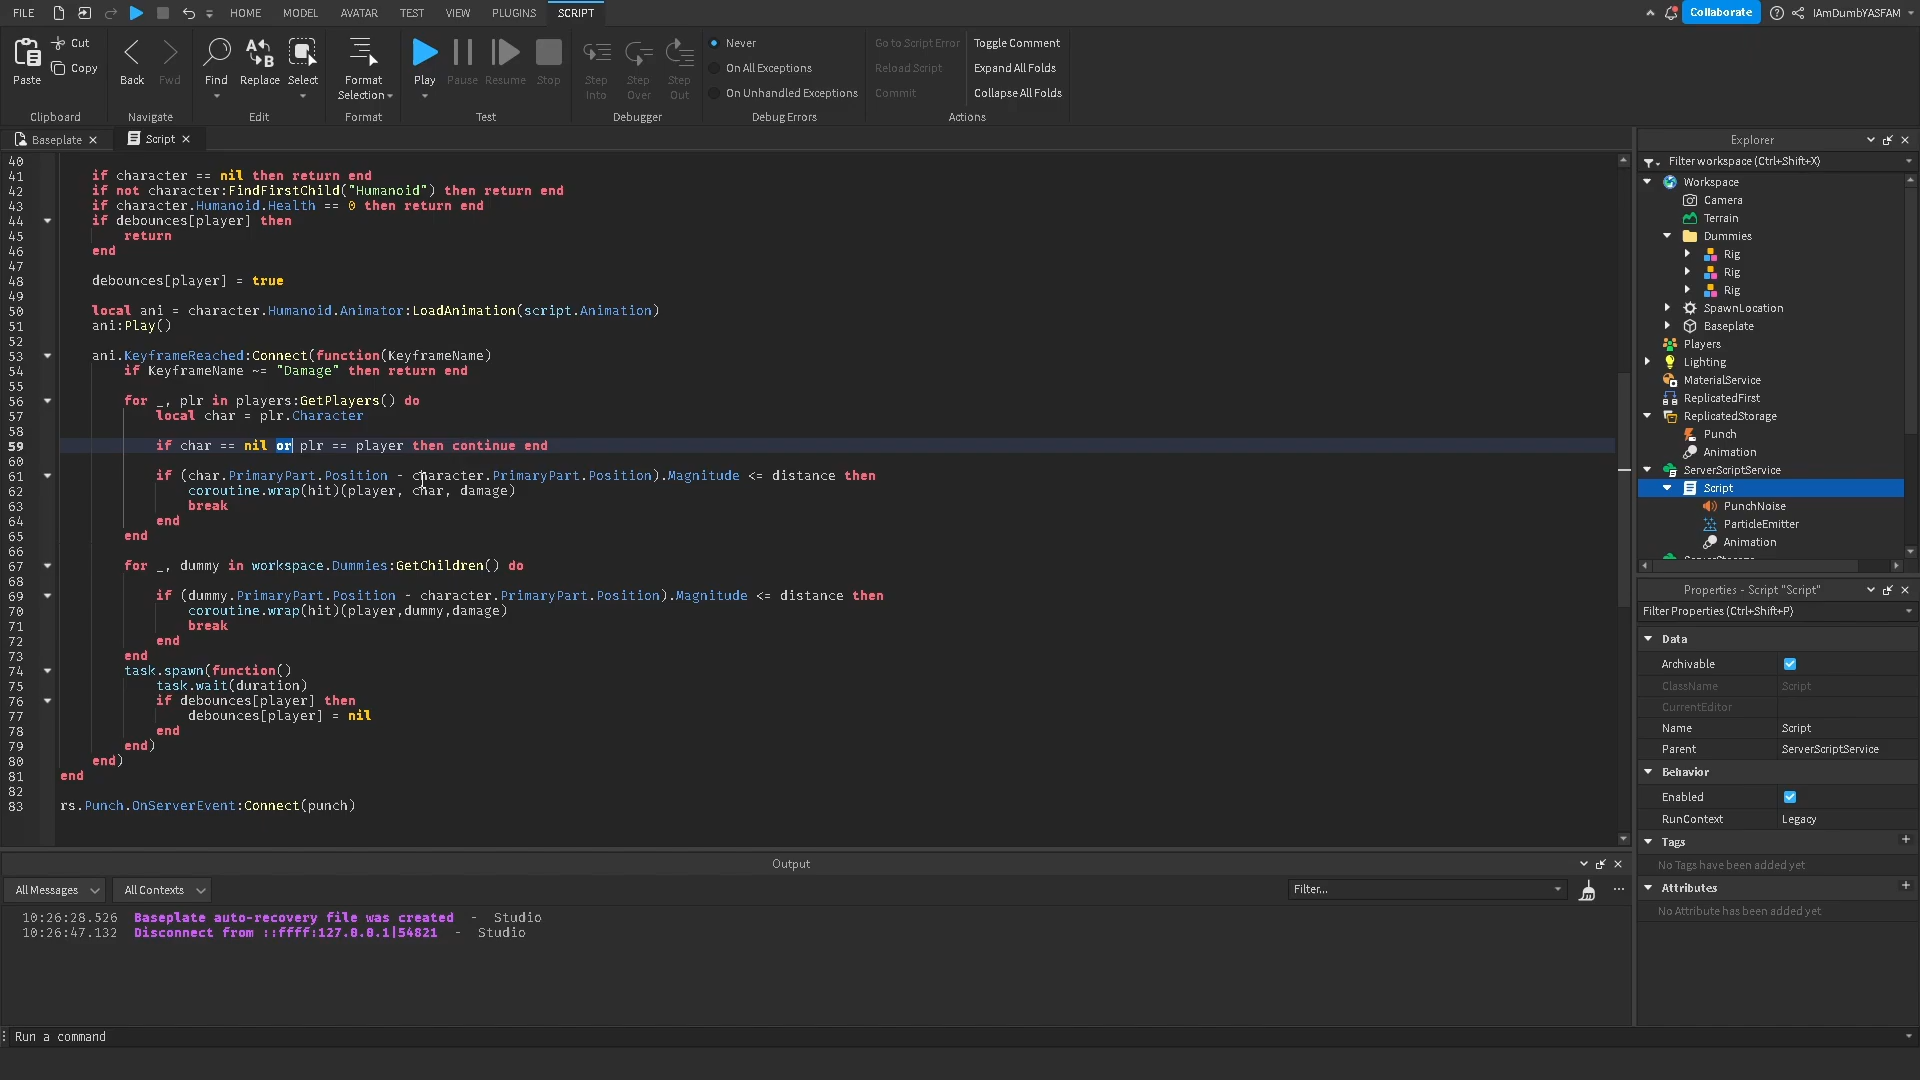 FILE HOME MODEL AVATAR TEST VIEW PLUGINS SCRIPT Collaborate IAmDumbYASFAM
Paste Cut Copy Back Fwd Find Replace Select Format Selection Play Pause Resume Stop Step Into Step Over Step Out
Never
On All Exceptions
On Unhandled Exceptions
Go to Script Error
Reload Script
Commit
Toggle Comment
Expand All Folds
Collapse All Folds
Clipboard Navigate Edit Format Test Debugger Debug Errors Actions
Baseplate Script
40
41 if character == nil then return end
42 if not character:FindFirstChild("Humanoid") then return end
43 if character.Humanoid.Health == 0 then return end
44 if debounces[player] then
45 return
46 end
47
48 debounces[player] = true
49
50 local ani = character.Humanoid.Animator:LoadAnimation(script.Animation)
51 ani:Play()
52
53 ani.KeyframeReached:Connect(function(KeyframeName)
54 if KeyframeName ~= "Damage" then return end
55
56 for _, plr in players:GetPlayers() do
57 local char = plr.Character
58
59 if char == nil or plr == player then continue end
60
61 if (char.PrimaryPart.Position - character.PrimaryPart.Position).Magnitude <= distance then
62 coroutine.wrap(hit)(player, char, damage)
63 break
64 end
65 end
66
67 for _, dummy in workspace.Dummies:GetChildren() do
68
69 if (dummy.PrimaryPart.Position - character.PrimaryPart.Position).Magnitude <= distance then
70 coroutine.wrap(hit)(player,dummy,damage)
71 break
72 end
73 end
74 task.spawn(function()
75 task.wait(duration)
76 if debounces[player] then
77 debounces[player] = nil
78 end
79 end)
80 end)
81 end
82
83 rs.Punch.OnServerEvent:Connect(punch)
Output
All Messages All Contexts Filter...
10:26:28.526 Baseplate auto-recovery file was created - Studio
10:26:47.132 Disconnect from ::ffff:127.0.0.1|54821 - Studio
Run a command
Explorer
Filter workspace (Ctrl+Shift+X)
Workspace
Camera
Terrain
Dummies
Rig
Rig
Rig
SpawnLocation
Baseplate
Players
Lighting
MaterialService
ReplicatedFirst
ReplicatedStorage
Punch
Animation
ServerScriptService
Script
PunchNoise
ParticleEmitter
Animation
Properties - Script "Script"
Filter Properties (Ctrl+Shift+P)
Data
Archivable
ClassName Script
CurrentEditor
Name Script
Parent ServerScriptService
Behavior
Enabled
RunContext Legacy
Tags
No Tags have been added yet
Attributes
No Attribute has been added yet